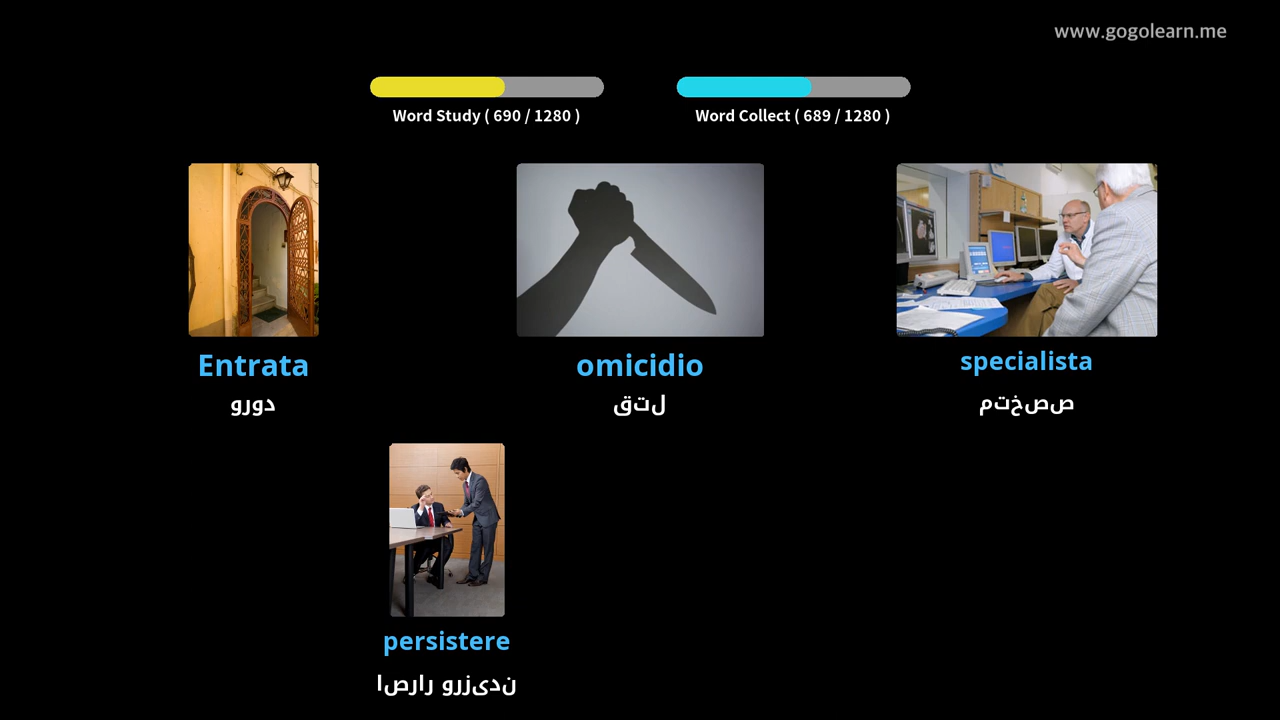 www.gogolearn.me
Word Study ( 690 / 1280 )
Word Collect ( 689 / 1280 )
Entrata
ورود
omicidio
قتل
specialista
متخصص
persistere
اصرار ورزیدن